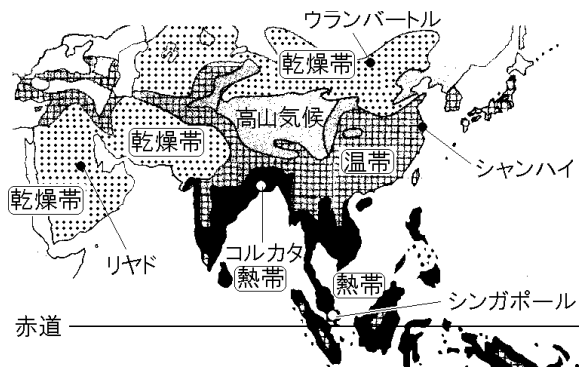 ウランバートル
乾燥帯
高山気候
乾燥帯
温帯
シャンハイ
乾燥帯
リヤド
コルカタ
熱帯
熱帯
シンガポール
赤道